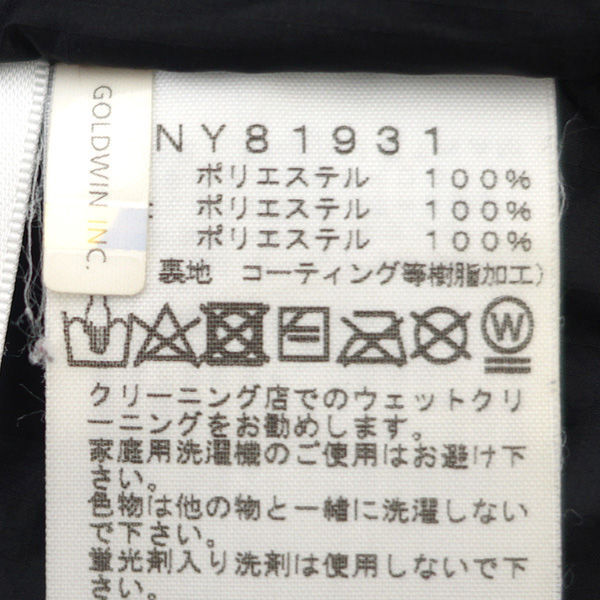 GOLDWIN INC.
NY81931
ポリエステル 100%
ポリエステル 100%
ポリエステル 100%
裏地 コーティング等樹脂加工)
W
クリーニング店でのウェットクリ
ーニングをお勧めします。
家庭用洗濯機のご使用はお避け下
さい。
色物は他の物と一緒に洗濯しない
で下さい。
蛍光剤入り洗剤は使用しないで下
さい。